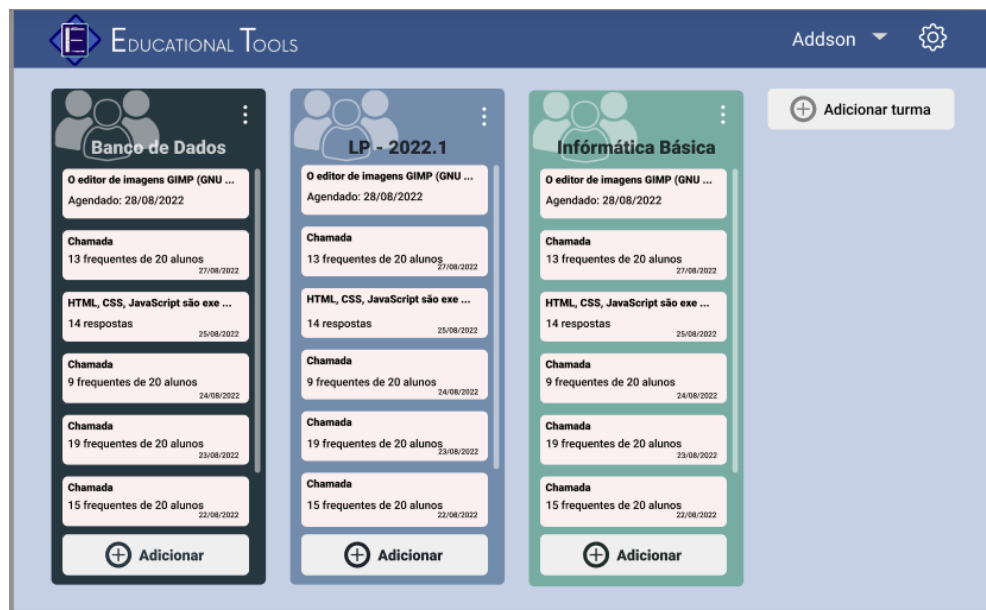 E EDUCATIONAL TOOLS
Addson
Banco de Dados
O editor de imagens GIMP (GNU ...
Agendado: 28/08/2022
Chamada
13 frequentes de 20 alunos
27/08/2022
HTML, CSS, JavaScript são exe ...
14 respostas
25/08/2022
Chamada
9 frequentes de 20 alunos
24/08/2022
Chamada
19 frequentes de 20 alunos
23/08/2022
Chamada
15 frequentes de 20 alunos
22/08/2022
Adicionar
LP - 2022.1
O editor de imagens GIMP (GNU ...
Agendado: 28/08/2022
Chamada
13 frequentes de 20 alunos
27/08/2022
HTML, CSS, JavaScript são exe ...
14 respostas
25/08/2022
Chamada
9 frequentes de 20 alunos
24/08/2022
Chamada
19 frequentes de 20 alunos
23/08/2022
Chamada
15 frequentes de 20 alunos
22/08/2022
Adicionar
Infórmática Básica
O editor de imagens GIMP (GNU ...
Agendado: 28/08/2022
Chamada
13 frequentes de 20 alunos
27/08/2022
HTML, CSS, JavaScript são exe ...
14 respostas
25/08/2022
Chamada
9 frequentes de 20 alunos
24/08/2022
Chamada
19 frequentes de 20 alunos
23/08/2022
Chamada
15 frequentes de 20 alunos
22/08/2022
Adicionar
Adicionar turma